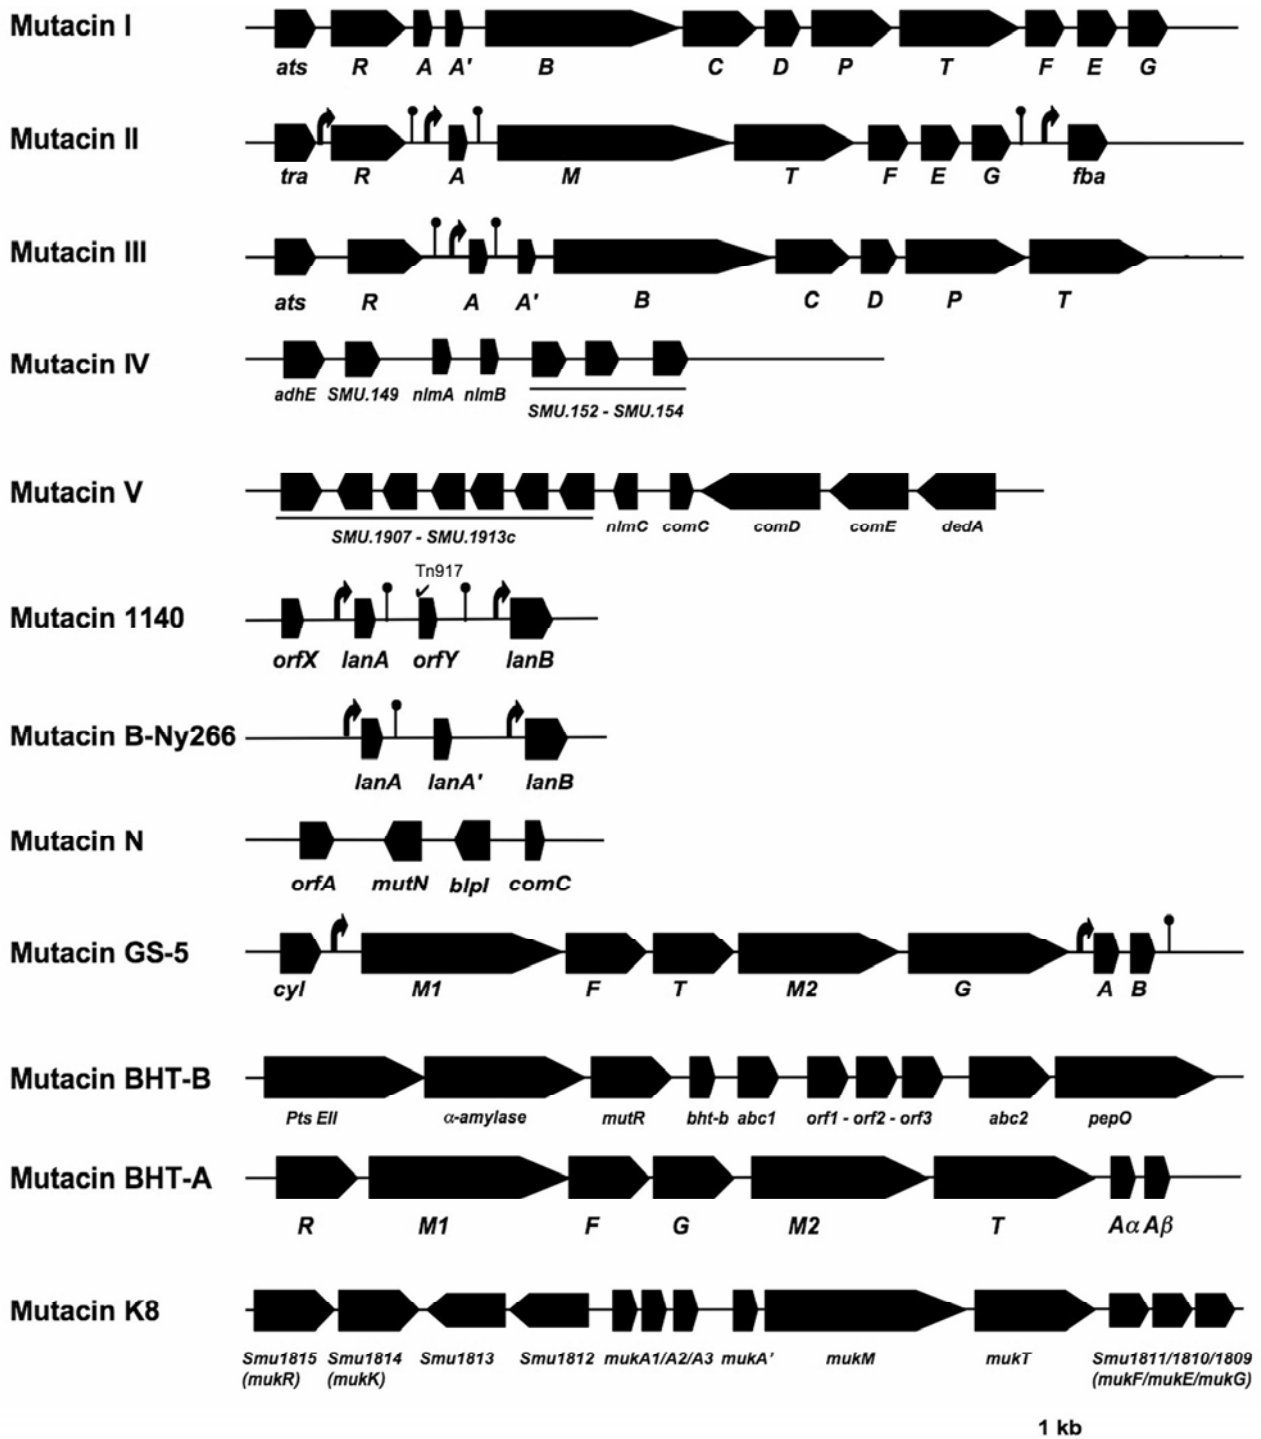 Mutacin I
ats R A A' B C D P T F E G
Mutacin II
tra R A M T F E G fba
Mutacin III
ats R A A' B C D P T
Mutacin IV
adhE SMU.149 nlmA nlmB
SMU.152 - SMU.154
Mutacin V
nlmC comC comD comE dedA
SMU.1907 - SMU.1913c
Tn917
Mutacin 1140
orfX lanA orfY lanB
Mutacin B-Ny266
lanA lanA' lanB
Mutacin N
orfA mutN blpI comC
Mutacin GS-5
cyl M1 F T M2 G A B
Mutacin BHT-B
Pts EII α-amylase mutR bht-b abc1 orf1 - orf2 - orf3 abc2 pepO
Mutacin BHT-A
R M1 F G M2 T Aα Aβ
Mutacin K8
Smu1815 Smu1814 Smu1813 Smu1812 mukA1/A2/A3 mukA' mukM mukT Smu1811/1810/1809
(mukR) (mukK) (mukF/mukE/mukG)
1 kb